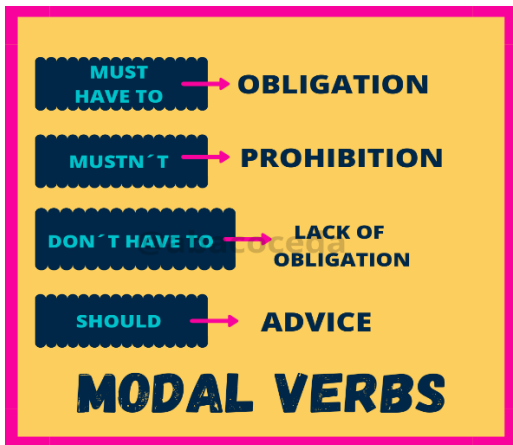 MUST
HAVE TO
OBLIGATION
MUSTN´T
PROHIBITION
DON´T HAVE TO
LACK OF
OBLIGATION
SHOULD
ADVICE
MODAL VERBS